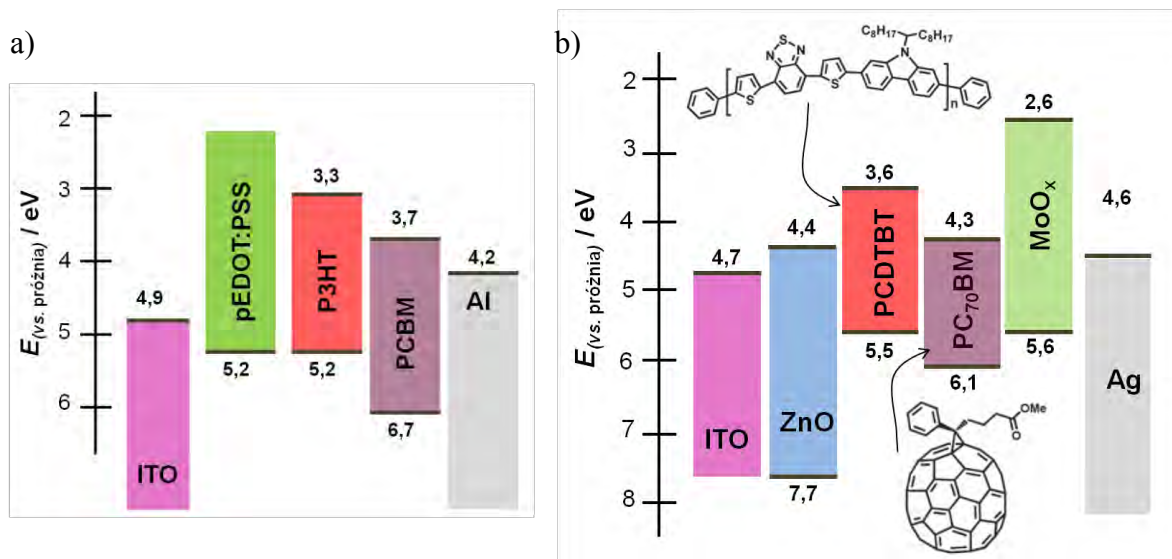 a)
2
3
4
5
6
E(vs. próżnia) / eV
4,9
ITO
pEDOT:PSS
5,2
3,3
P3HT
5,2
3,7
PCBM
6,7
4,2
Al
b)
2
3
4
5
6
7
8
E(vs. próżnia) / eV
C8H17
C8H17
N
S
N
N
S
S
n
4,7
ITO
4,4
ZnO
7,7
3,6
PCDTBT
5,5
4,3
PC70BM
6,1
2,6
MoOx
5,6
4,6
Ag
OMe
O